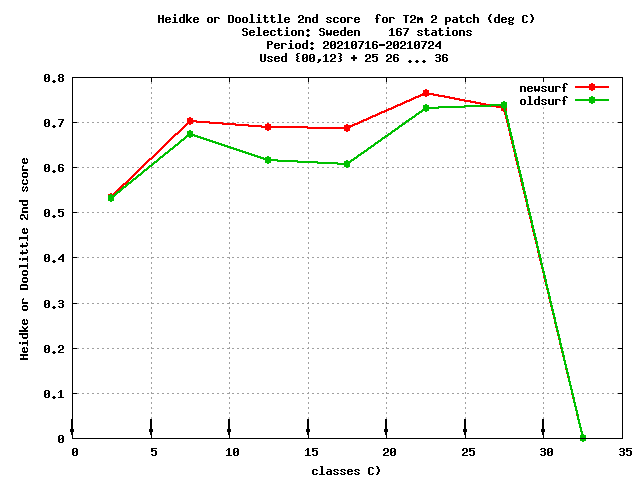 Heidke or Doolittle 2nd score  for T2m 2 patch (deg C)
Selection: Sweden    167 stations
Period: 20210716-20210724
Used {00,12} + 25 26 ... 36
newsurf
oldsurf
Heidke or Doolittle 2nd score
0.8
0.7
0.6
0.5
0.4
0.3
0.2
0.1
0
0 5 10 15 20 25 30 35
classes C)